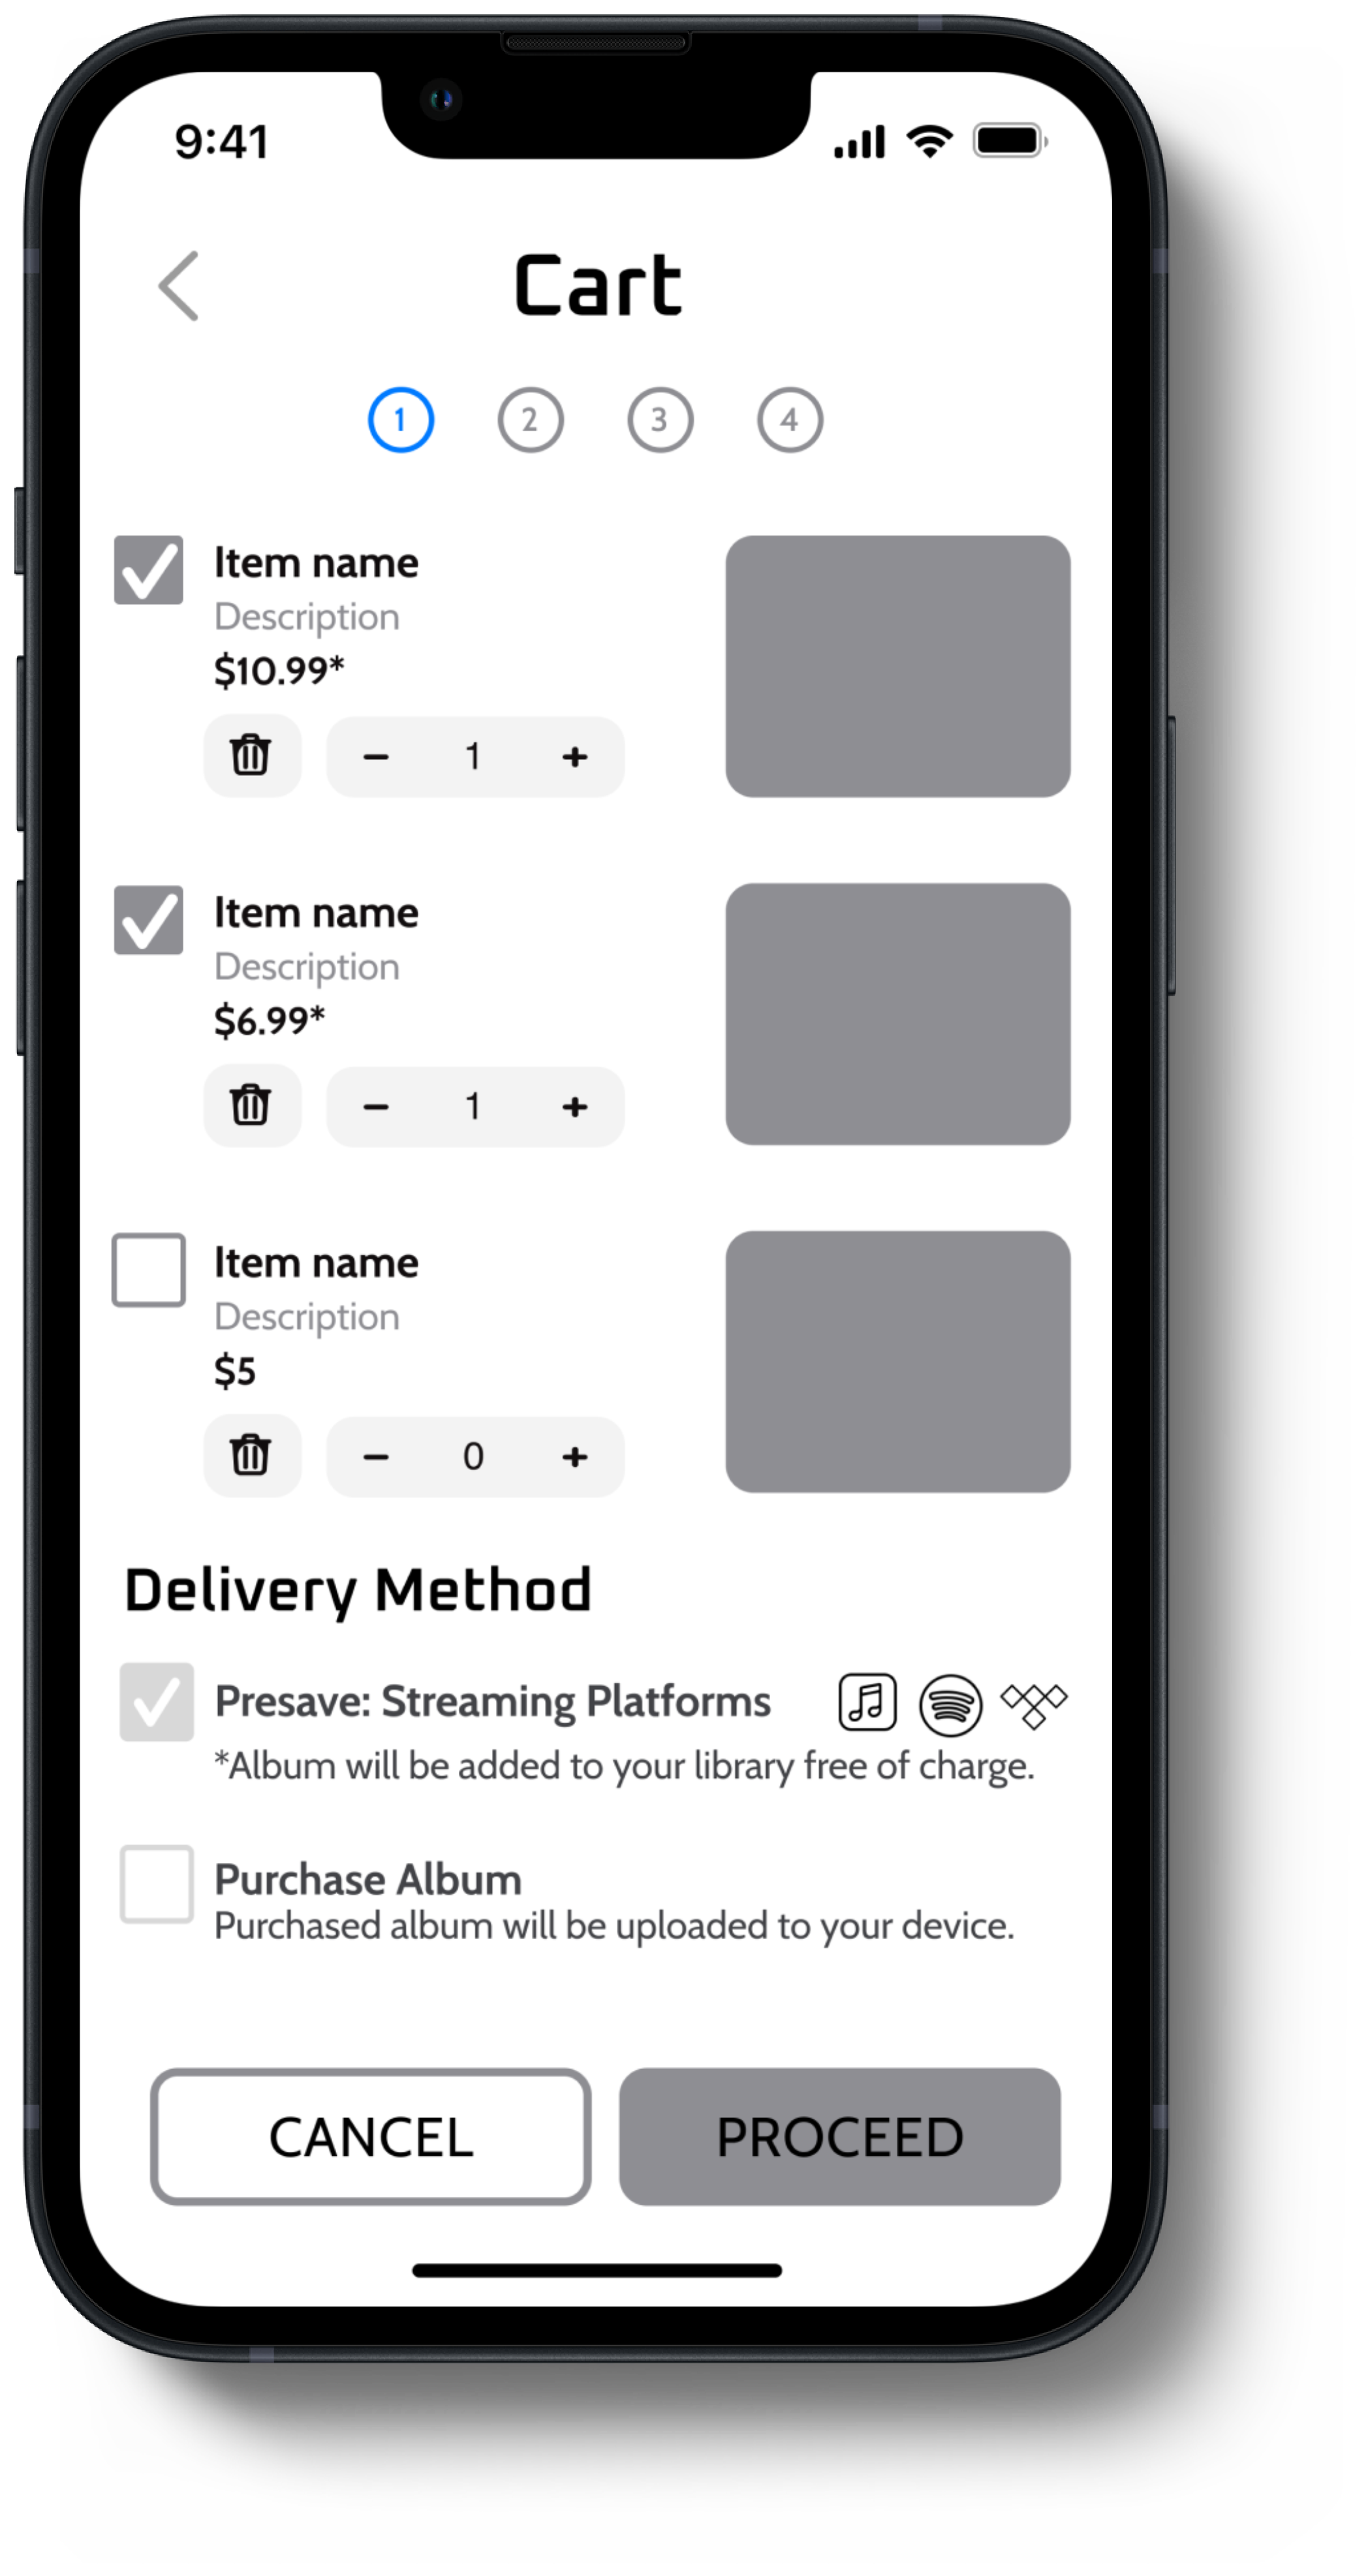 9:41
Cart
1 2 3 4
Item name
Description
$10.99*
− 1 +
Item name
Description
$6.99*
− 1 +
Item name
Description
$5
− 0 +
Delivery Method
Presave: Streaming Platforms
*Album will be added to your library free of charge.
Purchase Album
Purchased album will be uploaded to your device.
CANCEL PROCEED